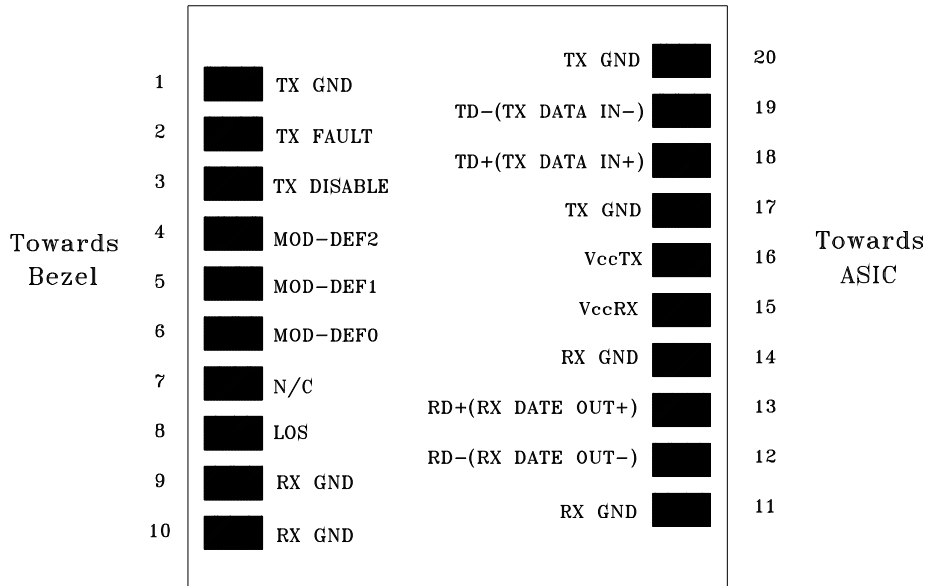 TX GND 20
1 TX GND
TD-(TX DATA IN-) 19
2 TX FAULT
TD+(TX DATA IN+) 18
3 TX DISABLE
TX GND 17
4 MOD-DEF2
Towards
Bezel
VccTX 16
Towards
ASIC
5 MOD-DEF1
VccRX 15
6 MOD-DEF0
RX GND 14
7 N/C
RD+(RX DATE OUT+) 13
8 LOS
RD-(RX DATE OUT-) 12
9 RX GND
RX GND 11
10 RX GND